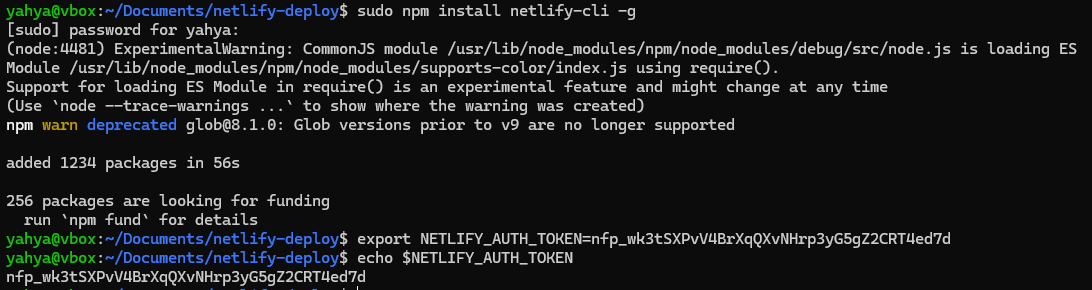 yahya@vbox:~/Documents/netlify-deploy$ sudo npm install netlify-cli -g
[sudo] password for yahya:
(node:4481) ExperimentalWarning: CommonJS module /usr/lib/node_modules/npm/node_modules/debug/src/node.js is loading ES
Module /usr/lib/node_modules/npm/node_modules/supports-color/index.js using require().
Support for loading ES Module in require() is an experimental feature and might change at any time
(Use `node --trace-warnings ...` to show where the warning was created)
npm warn deprecated glob@8.1.0: Glob versions prior to v9 are no longer supported
added 1234 packages in 56s
256 packages are looking for funding
run `npm fund` for details
yahya@vbox:~/Documents/netlify-deploy$ export NETLIFY_AUTH_TOKEN=nfp_wk3tSXPvV4BrXqQXvNHrp3yG5gZ2CRT4ed7d
yahya@vbox:~/Documents/netlify-deploy$ echo $NETLIFY_AUTH_TOKEN
nfp_wk3tSXPvV4BrXqQXvNHrp3yG5gZ2CRT4ed7d